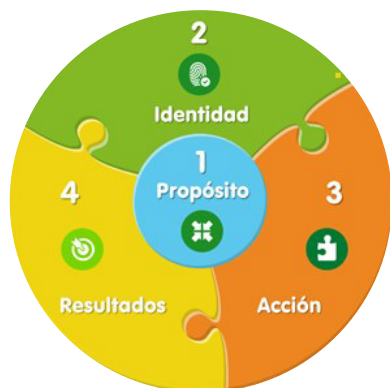 2
Identidad
1
Propósito
4
Resultados
3
Acción